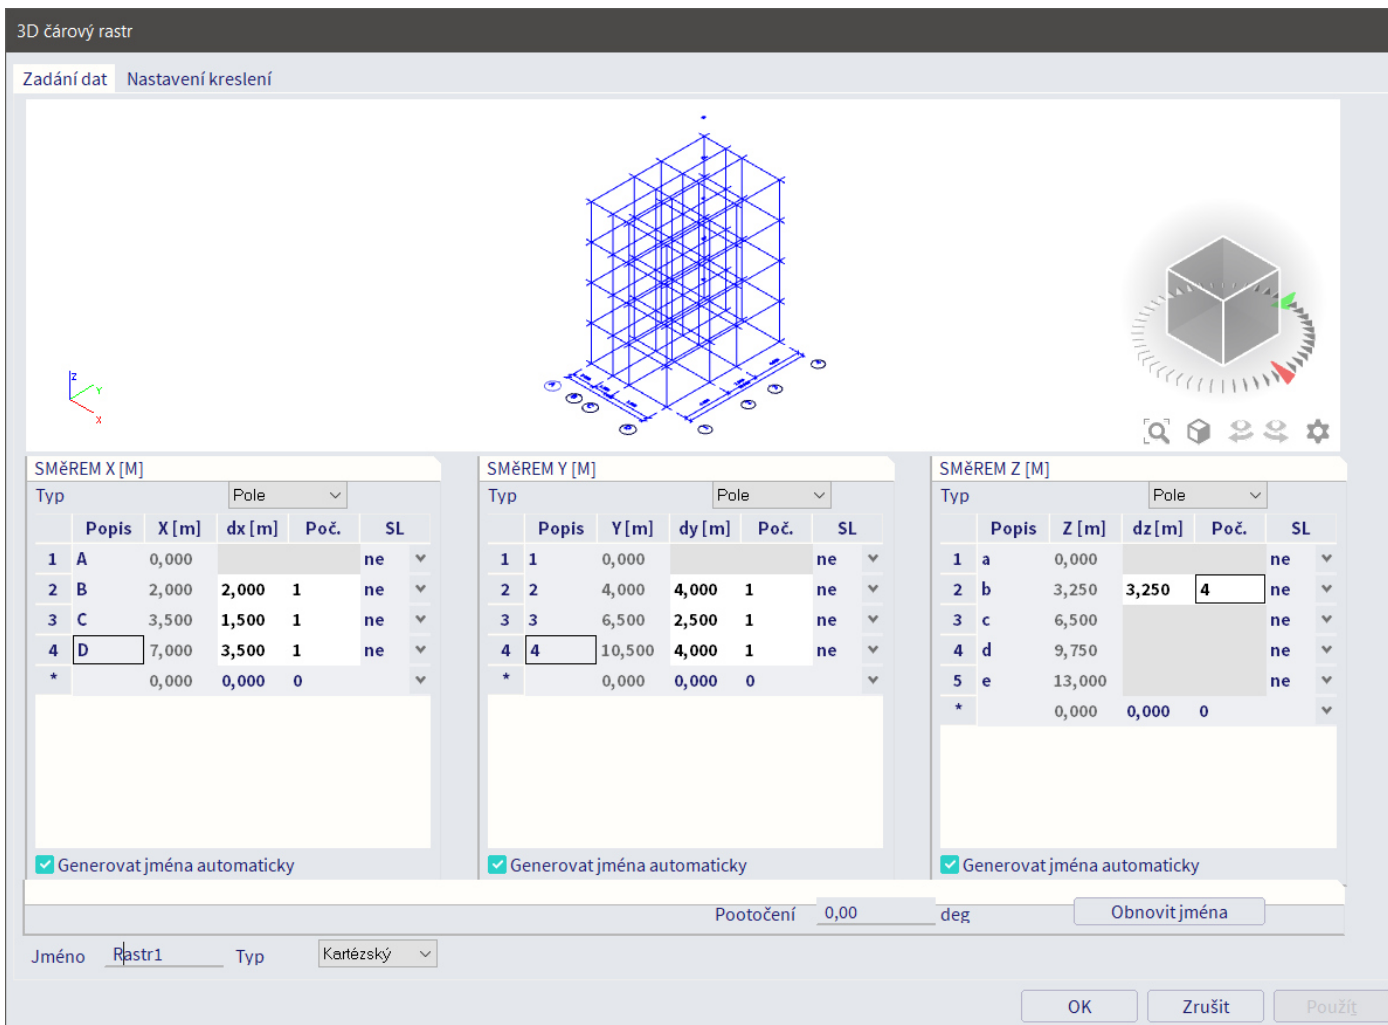 3D čárový rastr
Zadání dat Nastavení kreslení
Z
Y
X
SMěREM X [M] SMěREM Y [M] SMěREM Z [M]
Typ Pole Typ Pole Typ Pole
Popis X [m] dx [m] Poč. SL Popis Y [m] dy [m] Poč. SL Popis Z [m] dz [m] Poč. SL
1 A 0,000 ne 1 1 0,000 ne 1 a 0,000 ne
2 B 2,000 2,000 1 ne 2 2 4,000 4,000 1 ne 2 b 3,250 3,250 4 ne
3 C 3,500 1,500 1 ne 3 3 6,500 2,500 1 ne 3 c 6,500 ne
4 D 7,000 3,500 1 ne 4 4 10,500 4,000 1 ne 4 d 9,750 ne
* 0,000 0,000 0 * 0,000 0,000 0 5 e 13,000 ne
* 0,000 0,000 0
Generovat jména automaticky Generovat jména automaticky Generovat jména automaticky
Pootočení 0,00 deg Obnovit jména
Jméno Rastr1 Typ Kartézský
OK Zrušit Použít